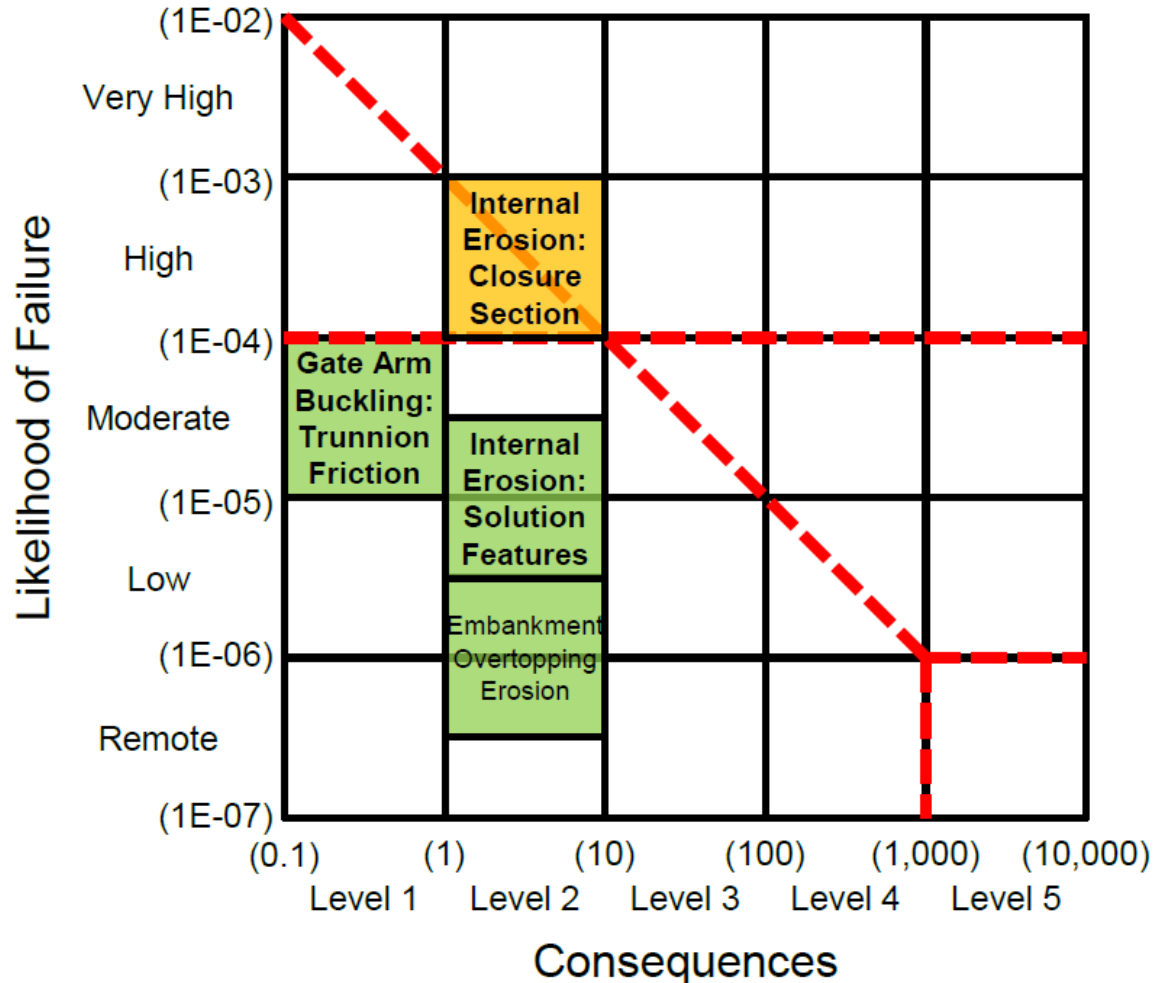 (1E-02)
Very High
(1E-03)
High
(1E-04)
Moderate
(1E-05)
Low
(1E-06)
Remote
(1E-07)
Likelihood of Failure
Internal
Erosion:
Closure
Section
Gate Arm
Buckling:
Trunnion
Friction
Internal
Erosion:
Solution
Features
Embankment
Overtopping
Erosion
(0.1) (1) (10) (100) (1,000) (10,000)
Level 1 Level 2 Level 3 Level 4 Level 5
Consequences